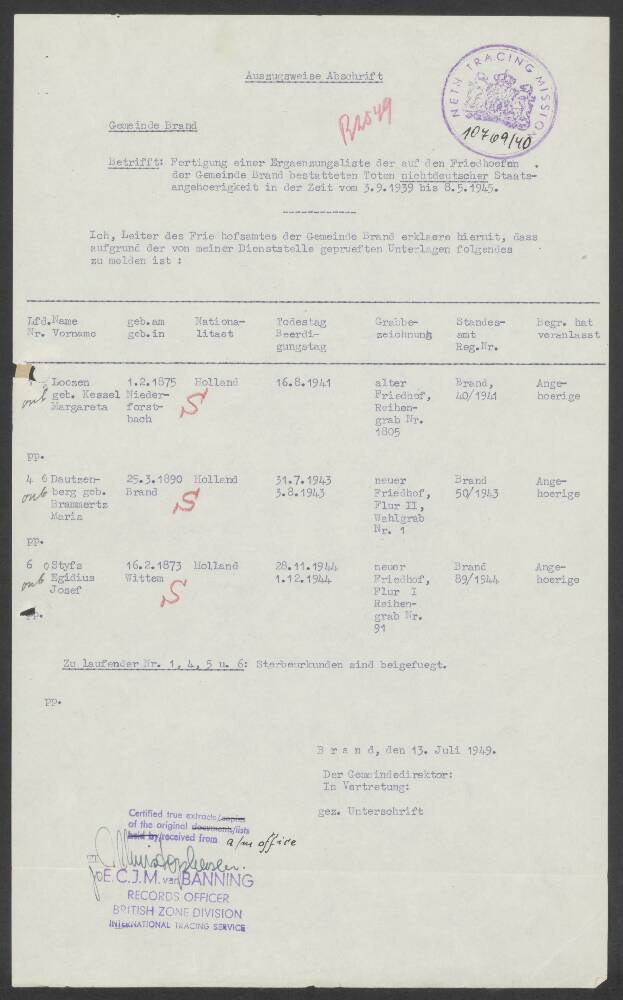 Auszugsweise Abschrift
NETH TRACING MISSION
10769/40
Gemeinde Brand
Betrifft: Fertigung einer Ergaenzungsliste der auf den Friedhoefen
der Gemeinde Brand bestatteten Toten nichtdeutscher Staats-
angehoerigkeit in der Zeit vom 3.9.1939 bis 8.5.1945.
-------------
Ich, Leiter des Friedhofsamtes der Gemeinde Brand erklaere hiermit, dass
aufgrund der von meiner Dienststelle geprueften Unterlagen folgendes
zu melden ist :
Lfd.Name geb.am Nationa- Todestag Grabbe- Standes- Begr. hat
Nr. Vorname geb.in litaet Beerdi- zeichnung amt veranlasst
gungstag Reg.Nr.
Loozen 1.2.1875 Holland 16.8.1941 alter Brand, Ange-
geb. Kessel Nieder- Friedhof, 40/1941 hoerige
Margareta forst- S Reihen-
bach grab Nr.
1805
pp.
4 Dautzen- 25.3.1890 Holland 31.7.1943 neuer Brand Ange-
berg geb. Brand 3.8.1943 Friedhof, 50/1943 hoerige
Brammertz S Flur II,
Maria Wahlgrab
Nr. 1
pp.
6 Styfs 16.2.1873 Holland 28.11.1944 neuer Brand Ange-
Egidius Wittem 1.12.1944 Friedhof, 89/1944 hoerige
Josef S Flur I
Reihen-
grab Nr.
91
pp.
Zu laufender Nr. 1, 4, 5 u. 6: Sterbeurkunden sind beigefuegt.
pp.
B r a n d, den 13. Juli 1949.
Der Gemeindedirektor:
In Vertretung:
gez. Unterschrift
Certified true extracts/copies
of the original documents/lists
held by/received from a/m office
E.C.J.M. van BANNING
RECORDS OFFICER
BRITISH ZONE DIVISION
INTERNATIONAL TRACING SERVICE